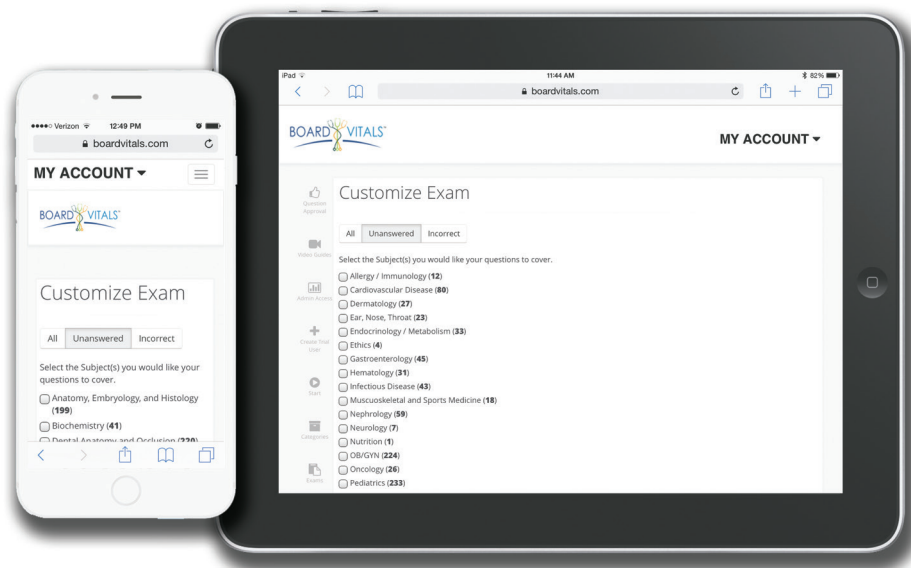 ●●●●○ Verizon 12:49 PM
boardvitals.com
MY ACCOUNT
BOARD VITALS
Customize Exam
All Unanswered Incorrect
Select the Subject(s) you would like your
questions to cover.
Anatomy, Embryology, and Histology
(199)
Biochemistry (41)
Dental Anatomy and Occlusion (220)
iPad 11:44 AM 82%
boardvitals.com
BOARD VITALS
MY ACCOUNT
Question
Approval
Video Guides
Admin Access
Create Trial
User
Start
Categories
Exams
Customize Exam
All Unanswered Incorrect
Select the Subject(s) you would like your questions to cover.
Allergy / Immunology (12)
Cardiovascular Disease (80)
Dermatology (27)
Ear, Nose, Throat (23)
Endocrinology / Metabolism (33)
Ethics (4)
Gastroenterology (45)
Hematology (31)
Infectious Disease (43)
Muscuoskeletal and Sports Medicine (18)
Nephrology (59)
Neurology (7)
Nutrition (1)
OB/GYN (224)
Oncology (26)
Pediatrics (233)